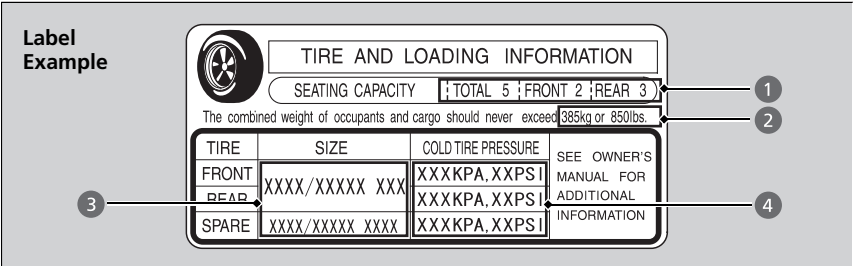 Label
Example
TIRE AND LOADING INFORMATION
SEATING CAPACITY TOTAL 5 FRONT 2 REAR 3
1
The combined weight of occupants and cargo should never exceed 385kg or 850lbs.
2
TIRE SIZE COLD TIRE PRESSURE
SEE OWNER'S
MANUAL FOR
ADDITIONAL
INFORMATION
FRONT XXXX/XXXXX XXX XXXKPA,XXPSI
REAR XXXKPA,XXPSI
3
4
SPARE XXXX/XXXXX XXXX XXXKPA,XXPSI